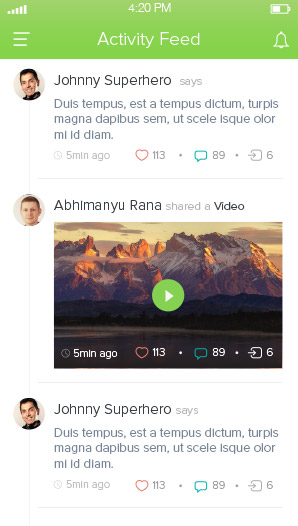 4:20 PM
Activity Feed
Johnny Superhero says
Duis tempus, est a tempus dictum, turpis
magna dapibus sem, ut scele isque olor
mi id diam.
5min ago 113 • 89 • 6
Abhimanyu Rana shared a Video
5min ago 113 • 89 • 6
Johnny Superhero says
Duis tempus, est a tempus dictum, turpis
magna dapibus sem, ut scele isque olor
mi id diam.
5min ago 113 • 89 • 6